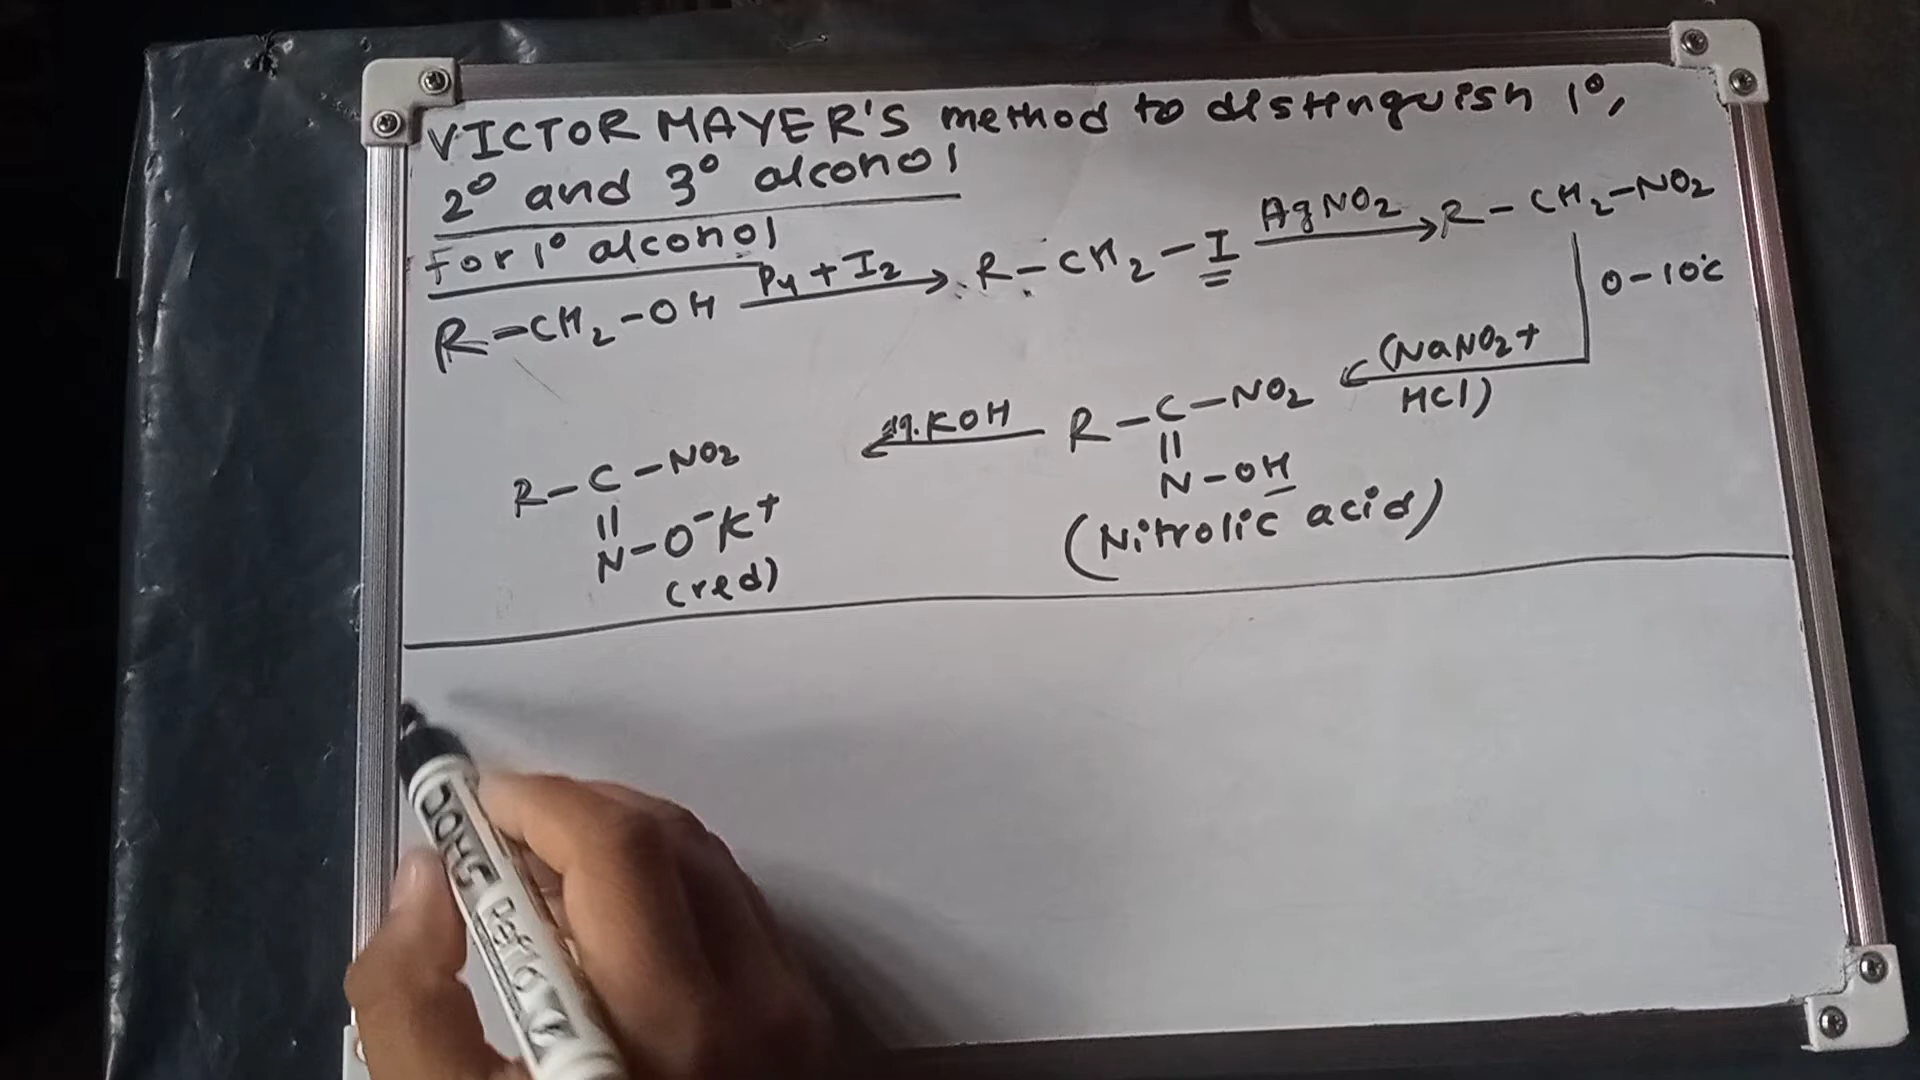 VICTOR MAYER'S method to distinguish 1°,
2° and 3° alcohol
For 1° alcohol
R-CH2-OH P4+I2 → R-CH2-I AgNO2 → R-CH2-NO2
0-10°C
(NaNO2+
HCl)
R-C-NO2 ← aq. KOH R-C-NO2 ←
|| ||
N-O⁻K⁺ N-OH
(red) (Nitrolic acid)